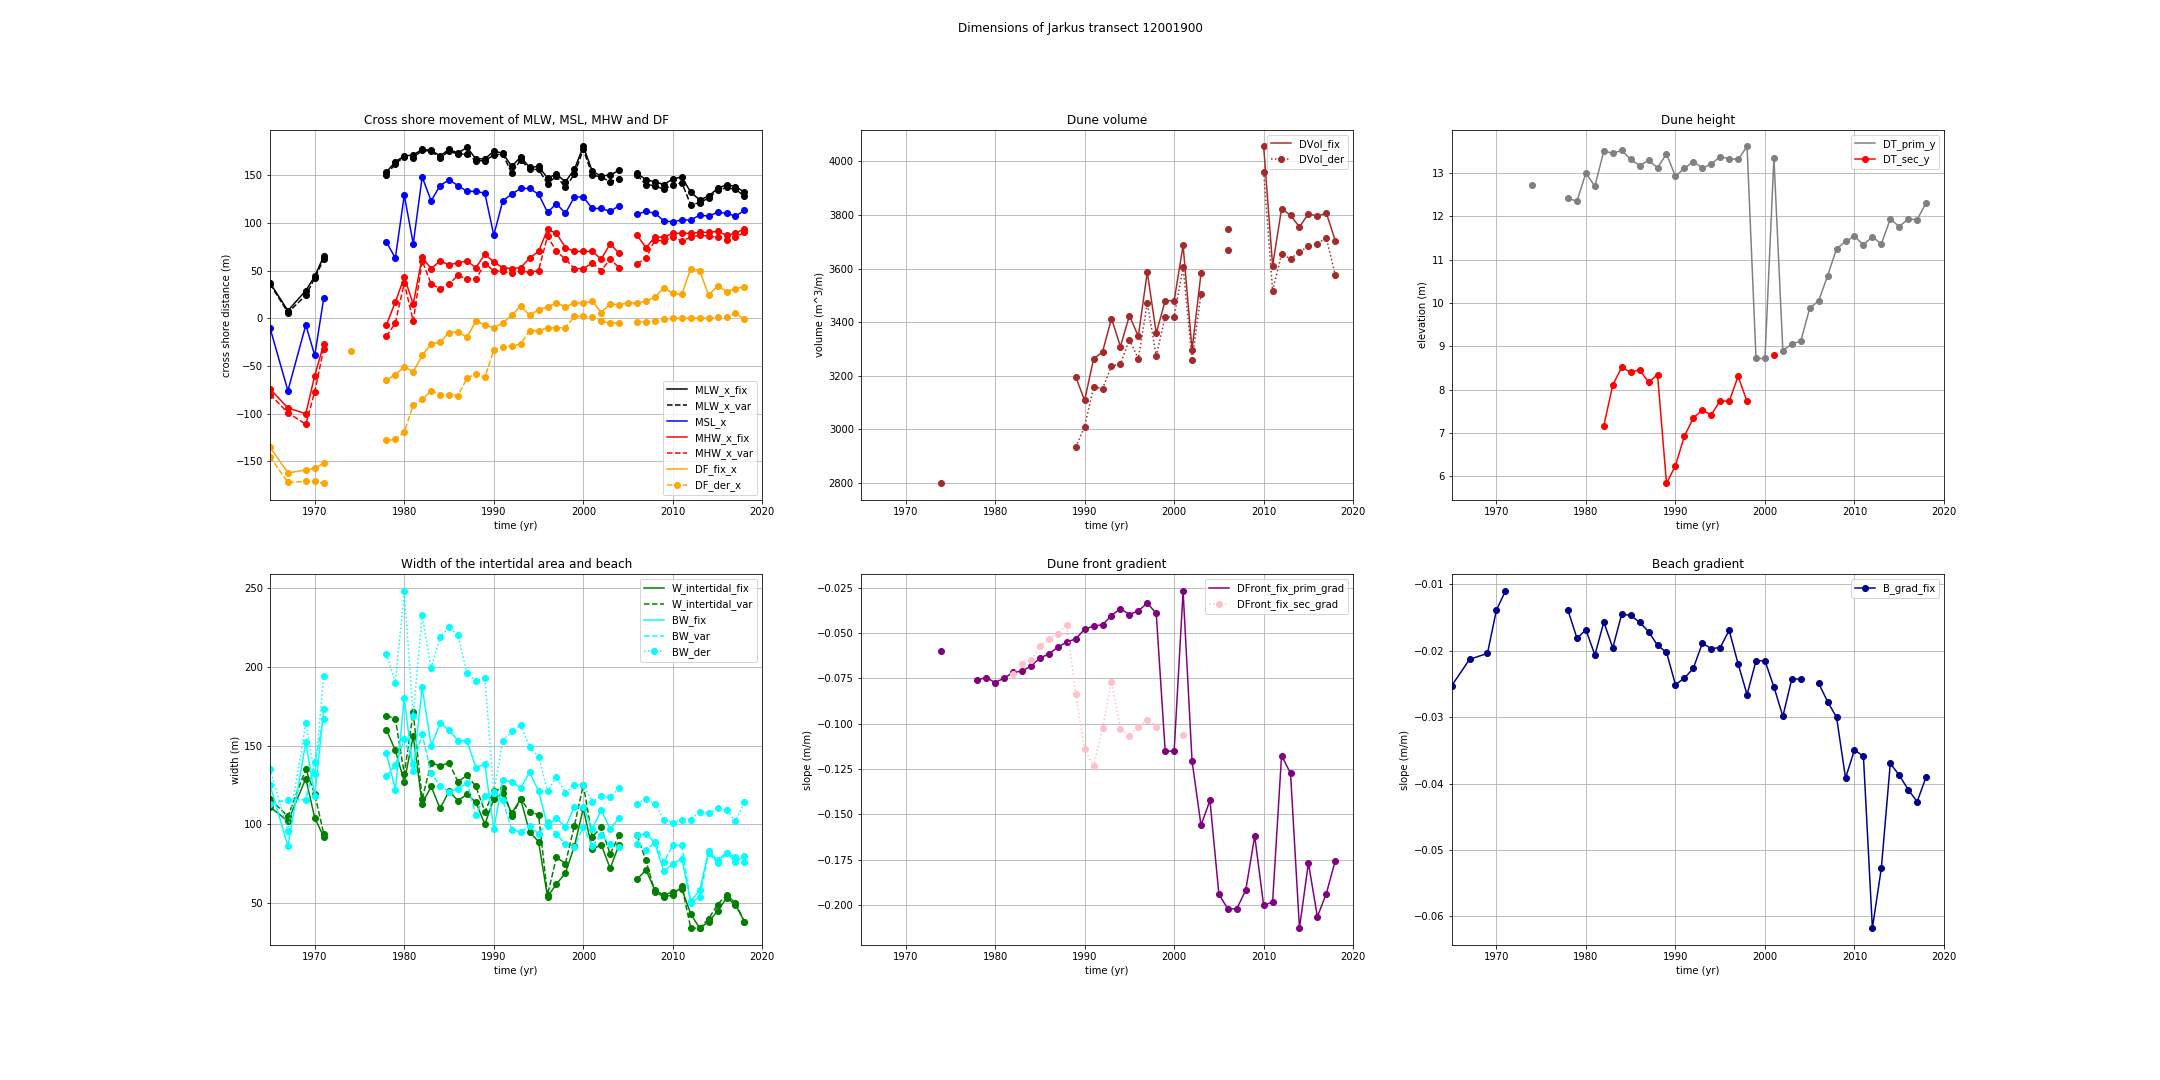 Dimensions of Jarkus transect 12001900
Cross shore movement of MLW, MSL, MHW and DF
cross shore distance (m)
150
100
50
0
−50
−100
−150
MLW_x_fix
MLW_x_var
MSL_x
MHW_x_fix
MHW_x_var
DF_fix_x
DF_der_x
1970 1980 1990 2000 2010 2020
time (yr)
Dune volume
volume (m^3/m)
4000
3800
3600
3400
3200
3000
2800
DVol_fix
DVol_der
1970 1980 1990 2000 2010 2020
time (yr)
Dune height
elevation (m)
13
12
11
10
9
8
7
6
DT_prim_y
DT_sec_y
1970 1980 1990 2000 2010 2020
time (yr)
Width of the intertidal area and beach
width (m)
250
200
150
100
50
W_intertidal_fix
W_intertidal_var
BW_fix
BW_var
BW_der
1970 1980 1990 2000 2010 2020
time (yr)
Dune front gradient
slope (m/m)
−0.025
−0.050
−0.075
−0.100
−0.125
−0.150
−0.175
−0.200
DFront_fix_prim_grad
DFront_fix_sec_grad
1970 1980 1990 2000 2010 2020
time (yr)
Beach gradient
slope (m/m)
−0.01
−0.02
−0.03
−0.04
−0.05
−0.06
B_grad_fix
1970 1980 1990 2000 2010 2020
time (yr)